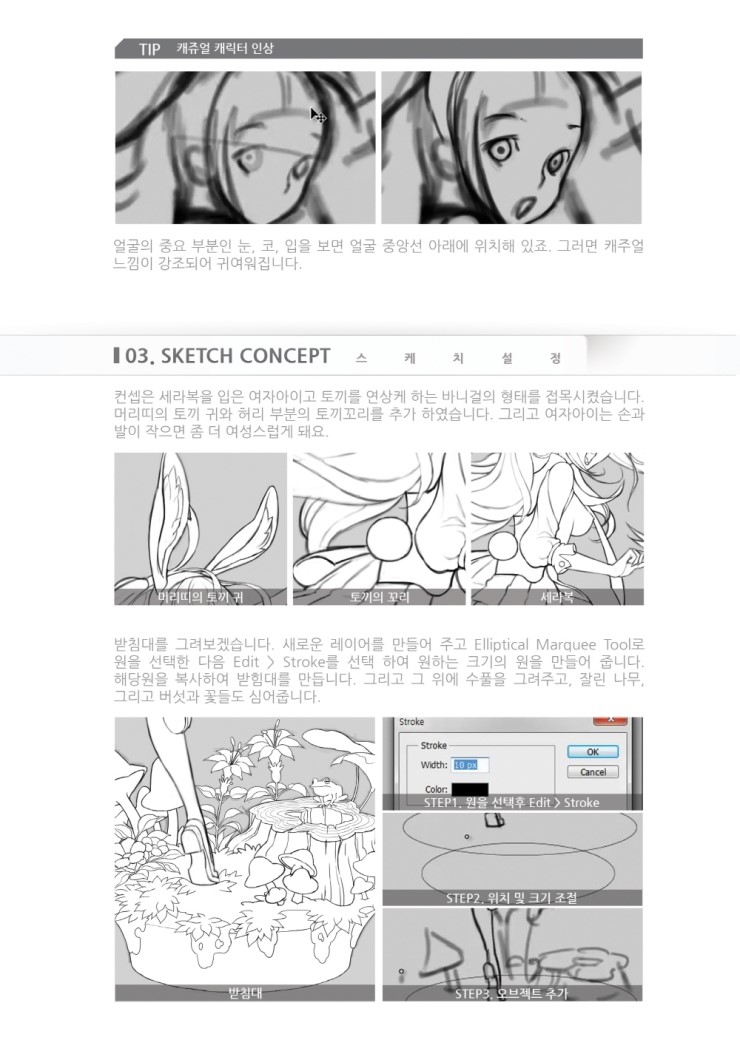 TIP 캐쥬얼 캐릭터 인상
얼굴의 중요 부분인 눈, 코, 입을 보면 얼굴 중앙선 아래에 위치해 있죠. 그러면 캐주얼
느낌이 강조되어 귀여워집니다.
03. SKETCH CONCEPT 스 케 치 설 정
컨셉은 세라복을 입은 여자아이고 토끼를 연상케 하는 바니걸의 형태를 접목시켰습니다.
머리띠의 토끼 귀와 허리 부분의 토끼꼬리를 추가 하였습니다. 그리고 여자아이는 손과
발이 작으면 좀 더 여성스럽게 돼요.
머리띠의 토끼 귀
토끼의 꼬리
세라복
받침대를 그려보겠습니다. 새로운 레이어를 만들어 주고 Elliptical Marquee Tool로
원을 선택한 다음 Edit > Stroke를 선택 하여 원하는 크기의 원을 만들어 줍니다.
해당원을 복사하여 받힘대를 만듭니다. 그리고 그 위에 수풀을 그려주고, 잘린 나무,
그리고 버섯과 꽃들도 심어줍니다.
받침대
Stroke
Stroke
Width: 10 px
OK
Cancel
Color:
STEP1. 원을 선택후 Edit > Stroke
STEP2. 위치 및 크기 조절
STEP3. 오브젝트 추가